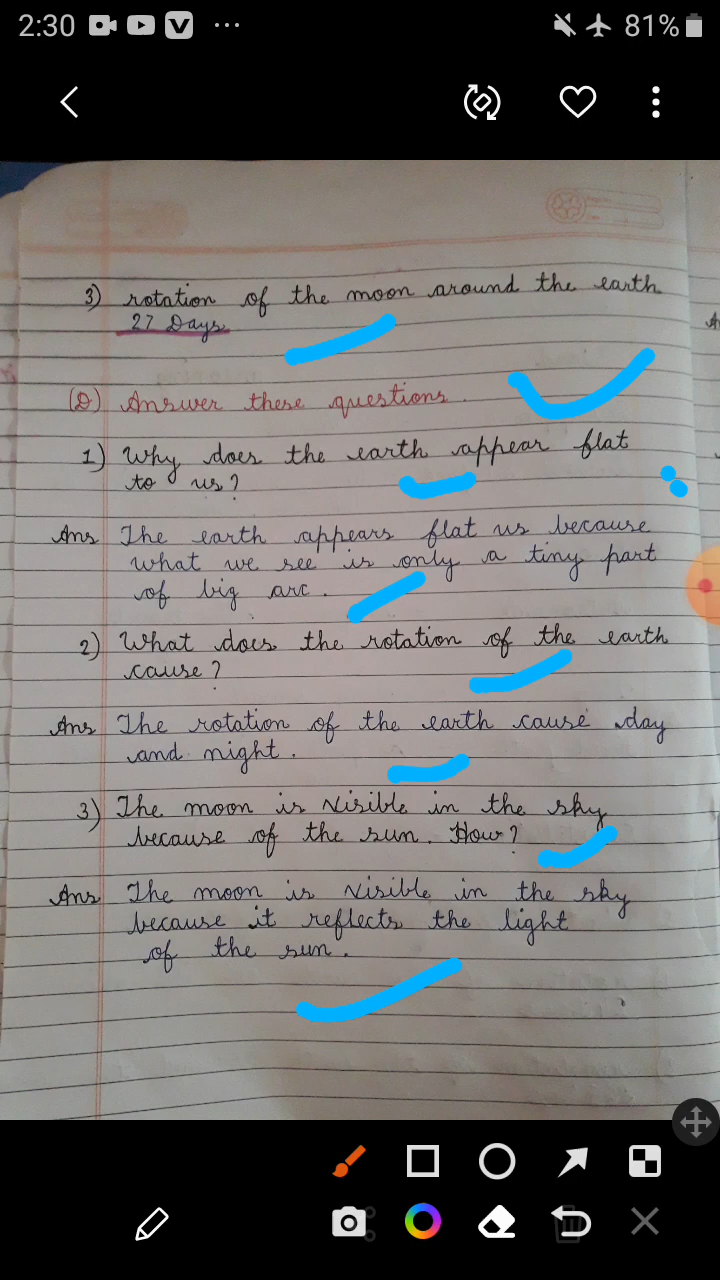 2:30 81%
3) rotation of the moon around the earth
27 Days
(D) Answer these questions.
1) Why does the earth appear flat
to us?
Ans The earth appears flat us because
what we see is only a tiny part
of big arc.
2) What does the rotation of the earth
cause?
Ans The rotation of the earth cause day
and night.
3) The moon is visible in the sky
because of the sun. How?
Ans The moon is visible in the sky
because it reflects the light
of the sun.